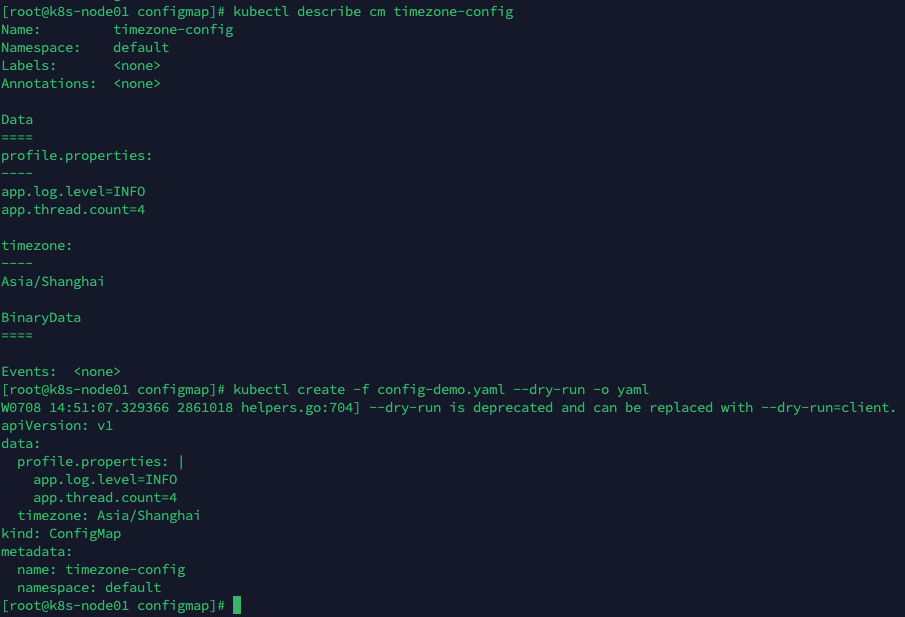 [root@k8s-node01 configmap]# kubectl describe cm timezone-config
Name:         timezone-config
Namespace:    default
Labels:       <none>
Annotations:  <none>

Data
====
profile.properties:
----
app.log.level=INFO
app.thread.count=4

timezone:
----
Asia/Shanghai

BinaryData
====

Events:  <none>
[root@k8s-node01 configmap]# kubectl create -f config-demo.yaml --dry-run -o yaml
W0708 14:51:07.329366 2861018 helpers.go:704] --dry-run is deprecated and can be replaced with --dry-run=client.
apiVersion: v1
data:
  profile.properties: |
    app.log.level=INFO
    app.thread.count=4
  timezone: Asia/Shanghai
kind: ConfigMap
metadata:
  name: timezone-config
  namespace: default
[root@k8s-node01 configmap]#